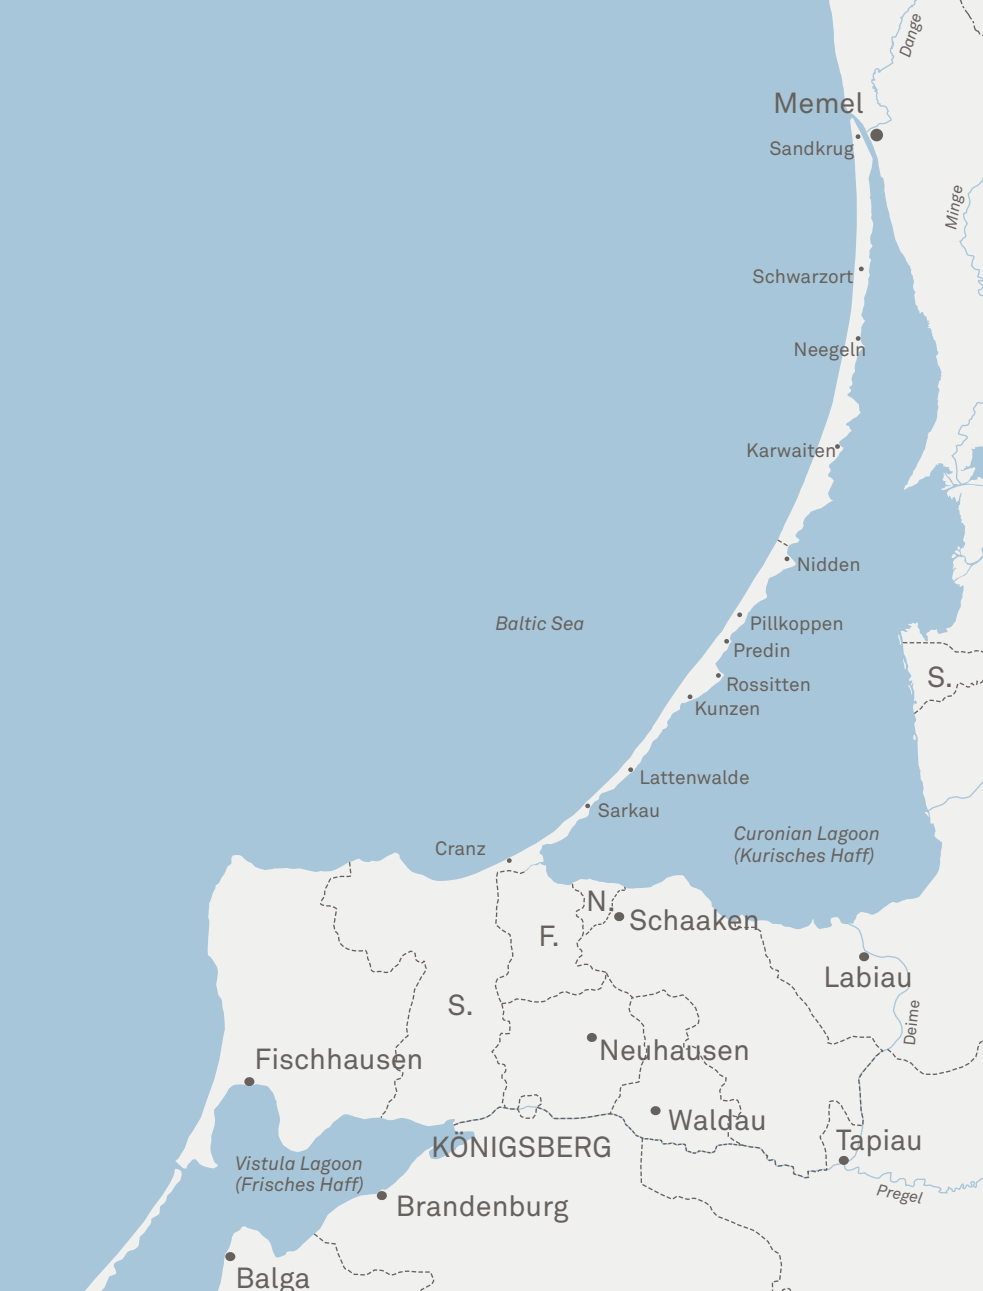 Dange
Memel
Sandkrug
Minge
Schwarzort
Neegeln
Karwaiten
Nidden
Baltic Sea
Pillkoppen
Predin
S.
Rossitten
Kunzen
Lattenwalde
Sarkau
Curonian Lagoon
(Kurisches Haff)
Cranz
N.
Schaaken
F.
Labiau
S.
Deime
Neuhausen
Fischhausen
Waldau
KÖNIGSBERG
Tapiau
Vistula Lagoon
(Frisches Haff)
Pregel
Brandenburg
Balga